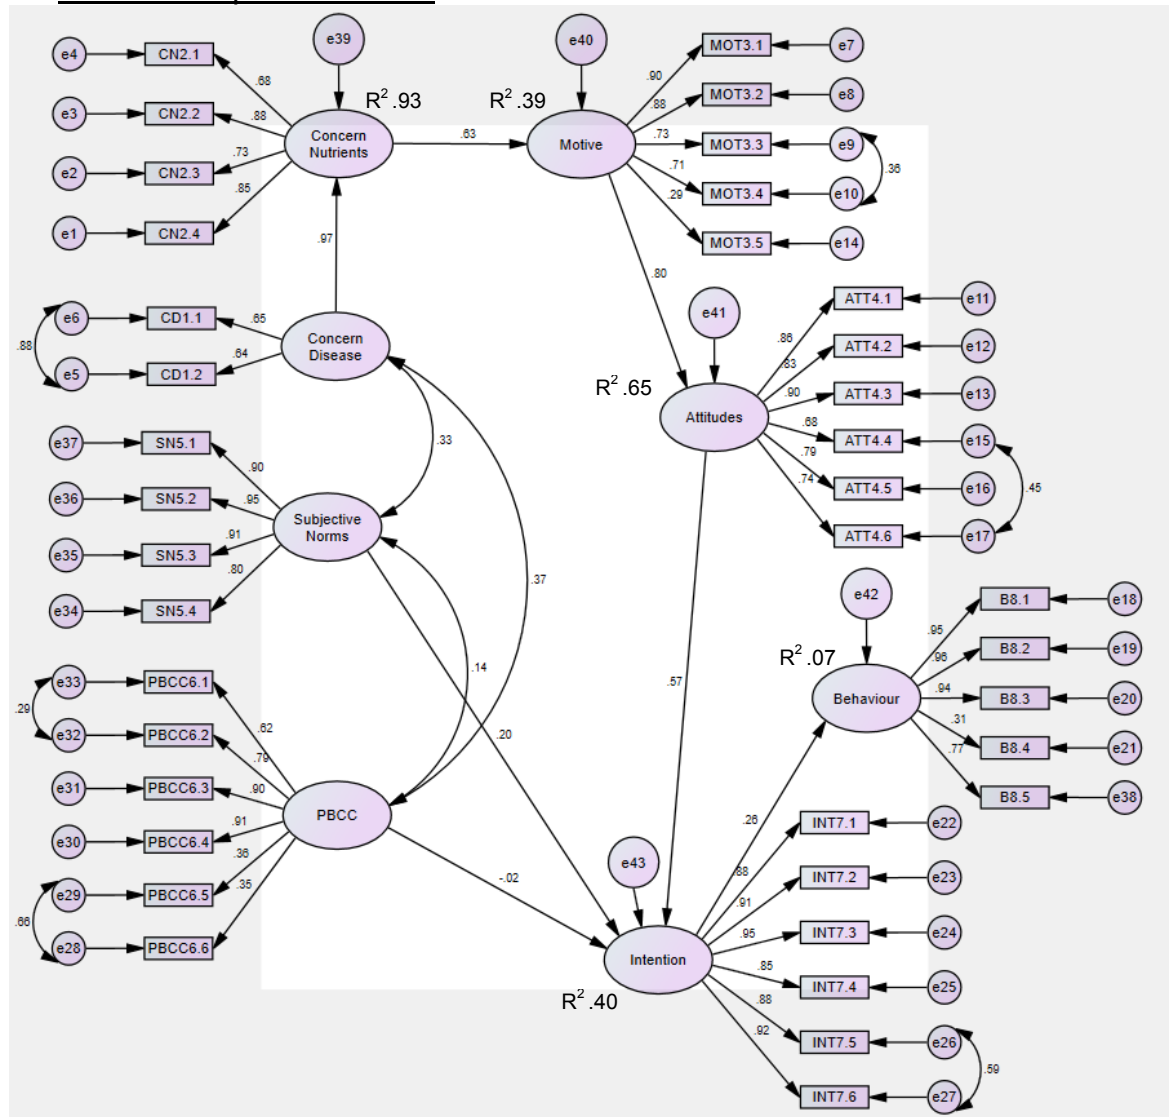 e39
e40
e4
CN2.1
MOT3.1
e7
.68
.90
R² .93
R² .39
e3
CN2.2
.88
MOT3.2
e8
.88
Concern
Nutrients
.63
Motive
e2
CN2.3
.73
.73
MOT3.3
e9
.85
.71
.36
e1
CN2.4
.29
MOT3.4
e10
MOT3.5
e14
.97
.80
e6
CD1.1
.65
.88
e5
CD1.2
.64
Concern
Disease
e41
ATT4.1
e11
.86
ATT4.2
e12
.83
R² .65
Attitudes
.90
ATT4.3
e13
.68
ATT4.4
e15
.79
.74
ATT4.5
e16
.45
ATT4.6
e17
.33
e37
SN5.1
.90
e36
SN5.2
.95
Subjective
Norms
e35
SN5.3
.91
.80
e34
SN5.4
.37
.14
.57
.20
e42
R² .07
Behaviour
B8.1
e18
.95
B8.2
e19
.96
.94
B8.3
e20
.31
B8.4
e21
.77
B8.5
e38
e33
PBCC6.1
.29
.62
e32
PBCC6.2
.79
e31
PBCC6.3
.90
e30
PBCC6.4
.91
PBCC
.36
e29
PBCC6.5
.35
.66
e28
PBCC6.6
-.02
e43
.26
INT7.1
e22
.88
INT7.2
e23
.91
Intention
.95
INT7.3
e24
.85
INT7.4
e25
R² .40
.88
INT7.5
e26
.92
.59
INT7.6
e27